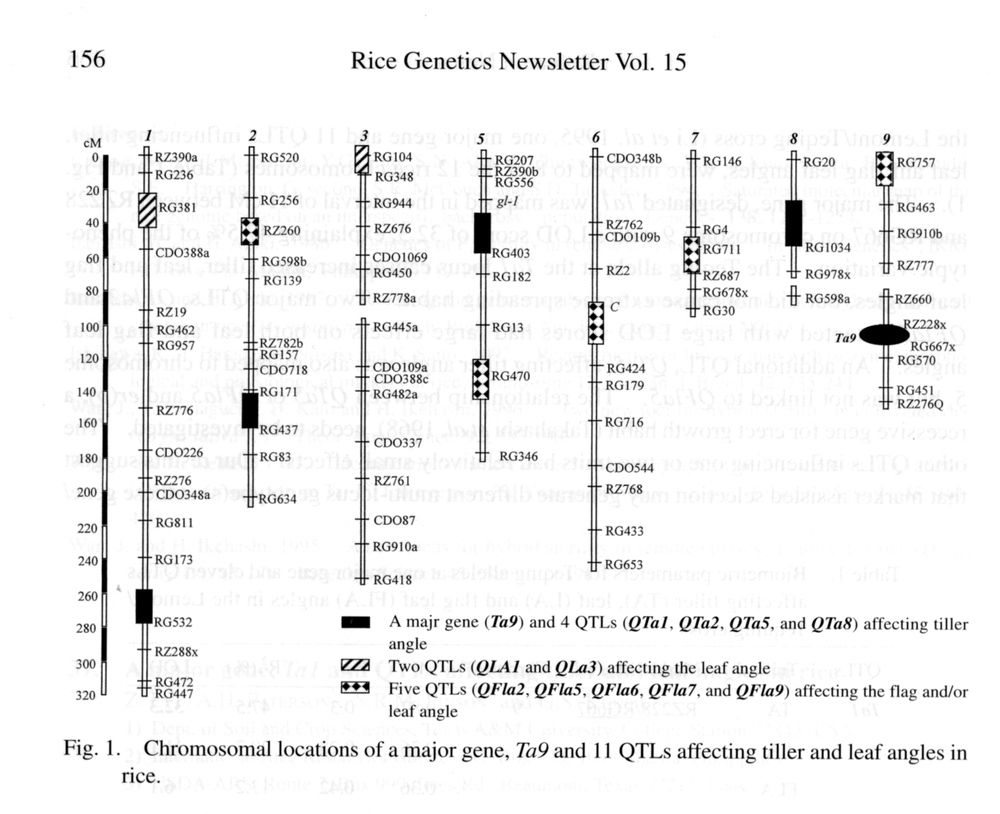 156
Rice Genetics Newsletter Vol. 15
cM
0
20
40
60
80
100
120
140
160
180
200
220
240
260
280
300
320
1
RZ390a
RG236
RG381
CDO388a
RZ19
RG462
RG957
RZ776
CDO226
RZ276
CDO348a
RG811
RG173
RG532
RZ288x
RG472
RG447
2
RG520
RG256
RZ260
RG598b
RG139
RZ782b
RG157
CDO718
RG171
RG437
RG83
RG634
3
RG104
RG348
RG944
RZ676
CDO1069
RG450
RZ778a
RG445a
CDO109a
CDO388c
RG482a
CDO337
RZ761
CDO87
RG910a
RG418
5
RG207
RZ390b
RG556
gl-1
RG403
RG182
RG13
RG470
RG346
6
CDO348b
RZ762
CDO109b
RZ2
C
RG424
RG179
RG716
CDO544
RZ768
RG433
RG653
7
RG146
RG4
RG711
RZ687
RG678x
RG30
8
RG20
RG1034
RG978x
RG598a
9
RG757
RG463
RG910b
RZ777
RZ660
RZ228x
Ta9
RG667x
RG570
RG451
RZ276Q
A majr gene (Ta9) and 4 QTLs (QTa1, QTa2, QTa5, and QTa8) affecting tiller
angle
Two QTLs (QLA1 and QLa3) affecting the leaf angle
Five QTLs (QFla2, QFla5, QFla6, QFla7, and QFla9) affecting the flag and/or
leaf angle
Fig. 1. Chromosomal locations of a major gene, Ta9 and 11 QTLs affecting tiller and leaf angles in
rice.